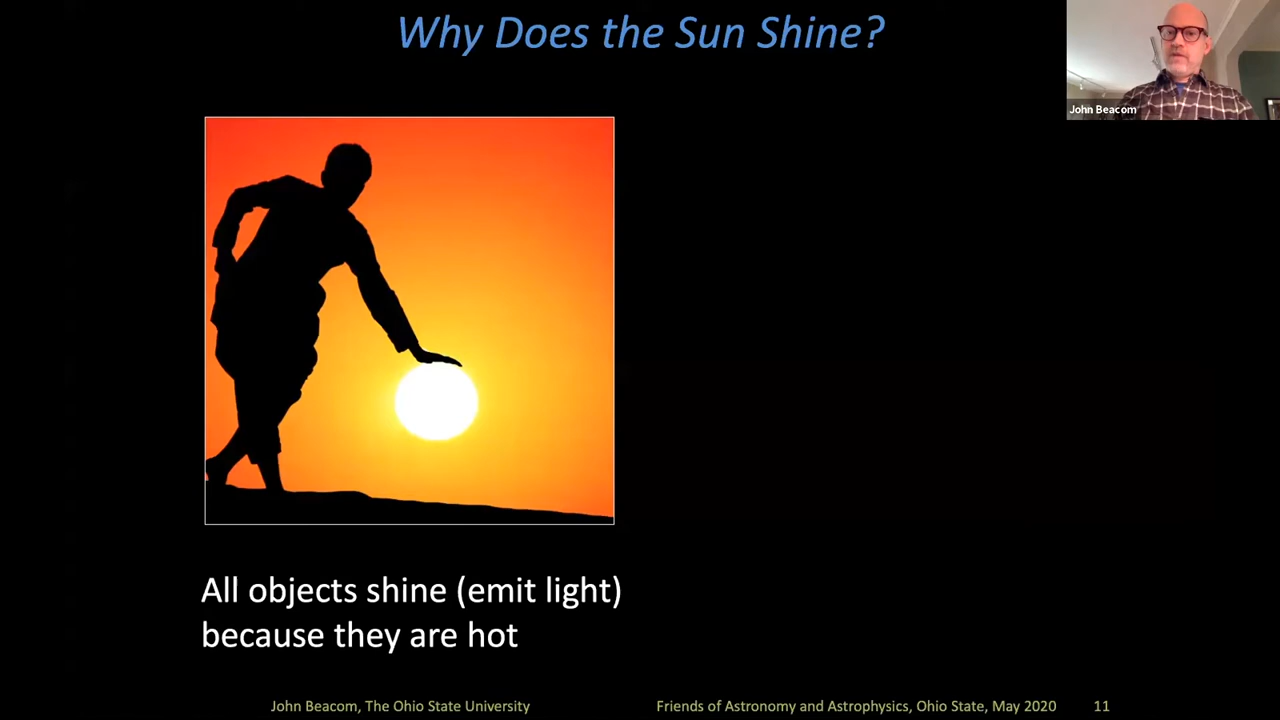 Why Does the Sun Shine?
John Beacom
All objects shine (emit light)
because they are hot
John Beacom, The Ohio State University
Friends of Astronomy and Astrophysics, Ohio State, May 2020
11